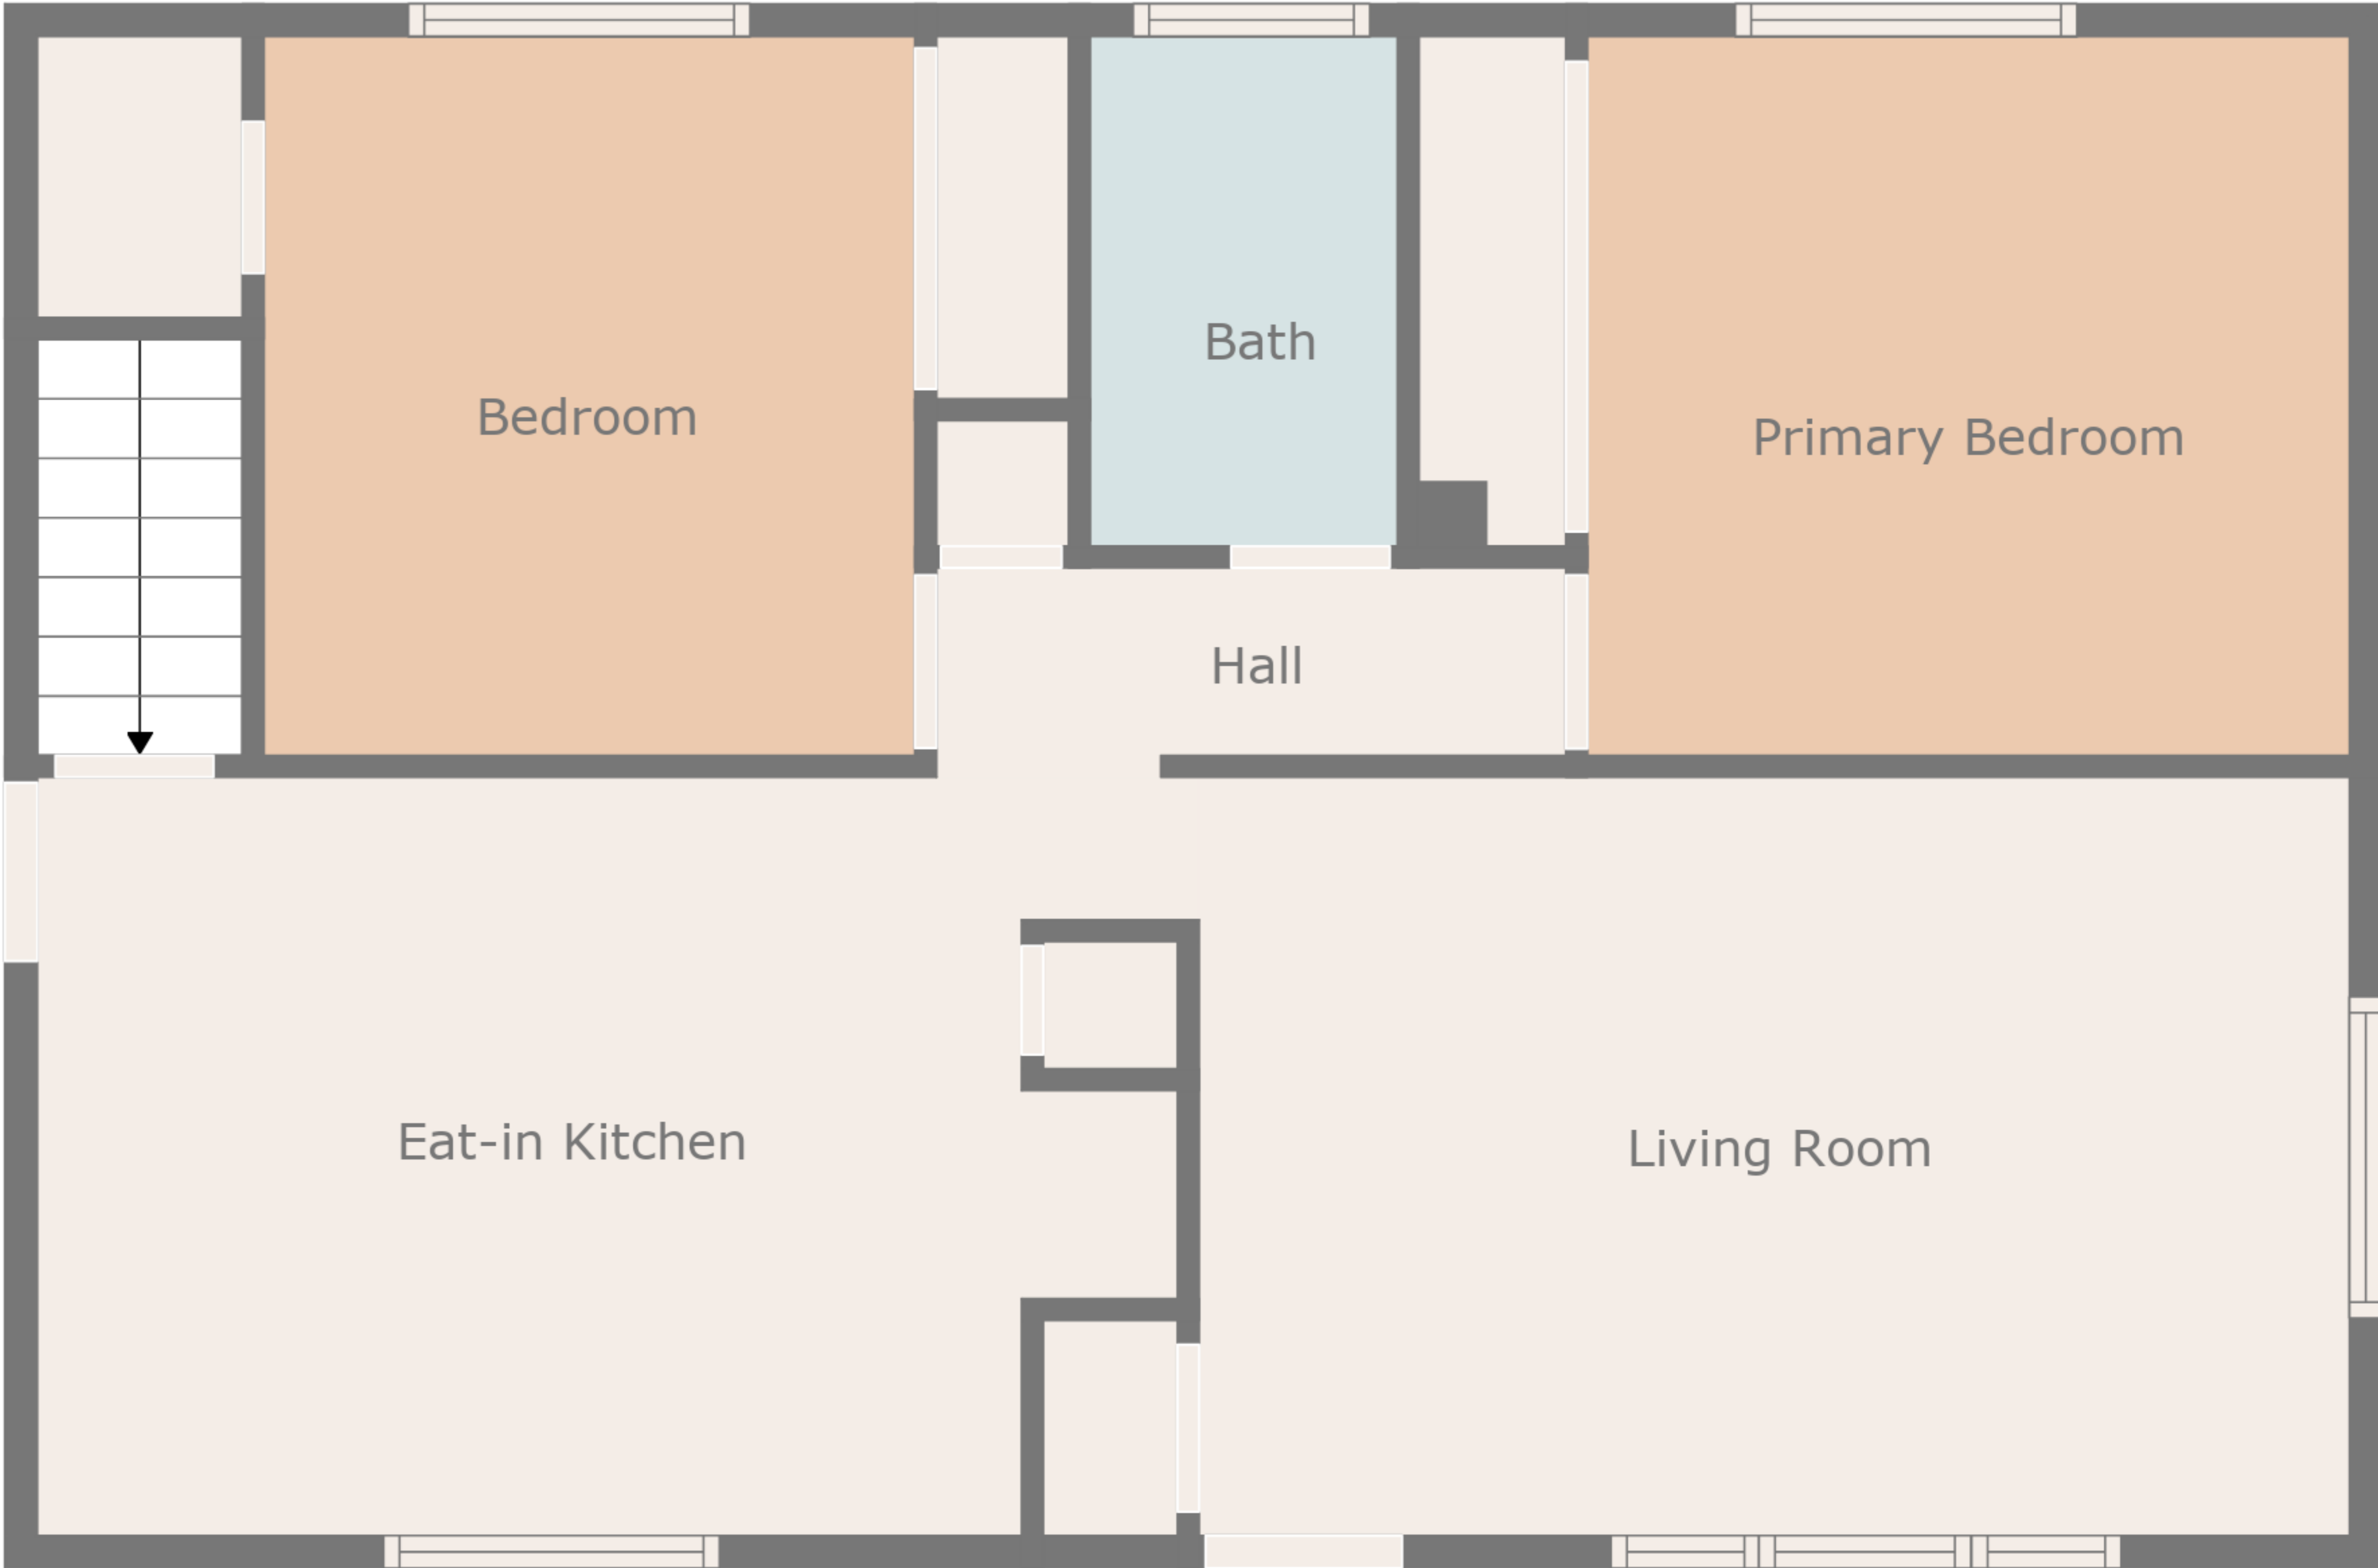 Bath
Bedroom
Primary Bedroom
Hall
Eat-in Kitchen
Living Room